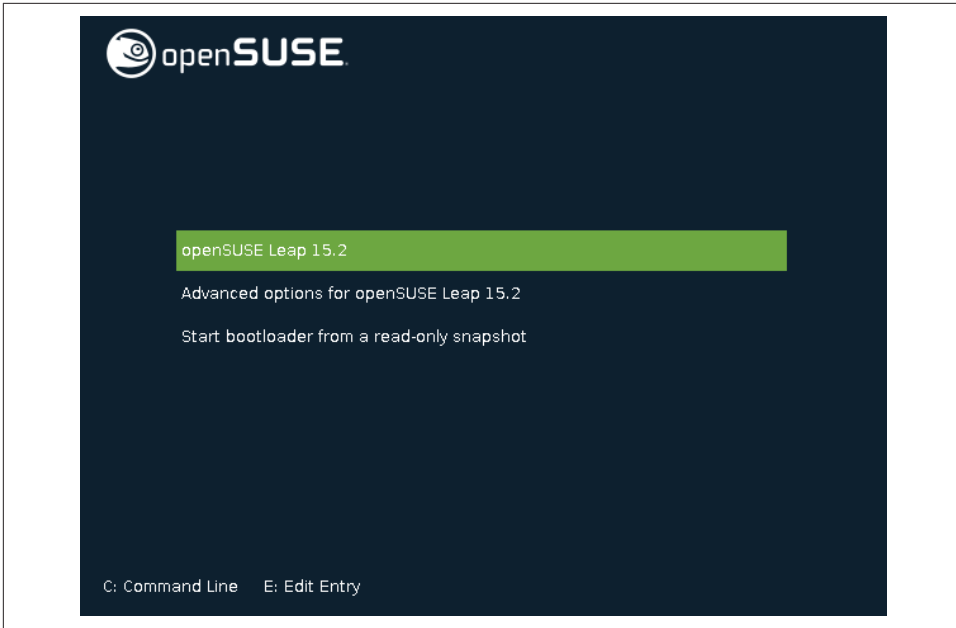 openSUSE.
openSUSE Leap 15.2
Advanced options for openSUSE Leap 15.2
Start bootloader from a read-only snapshot
C: Command Line E: Edit Entry